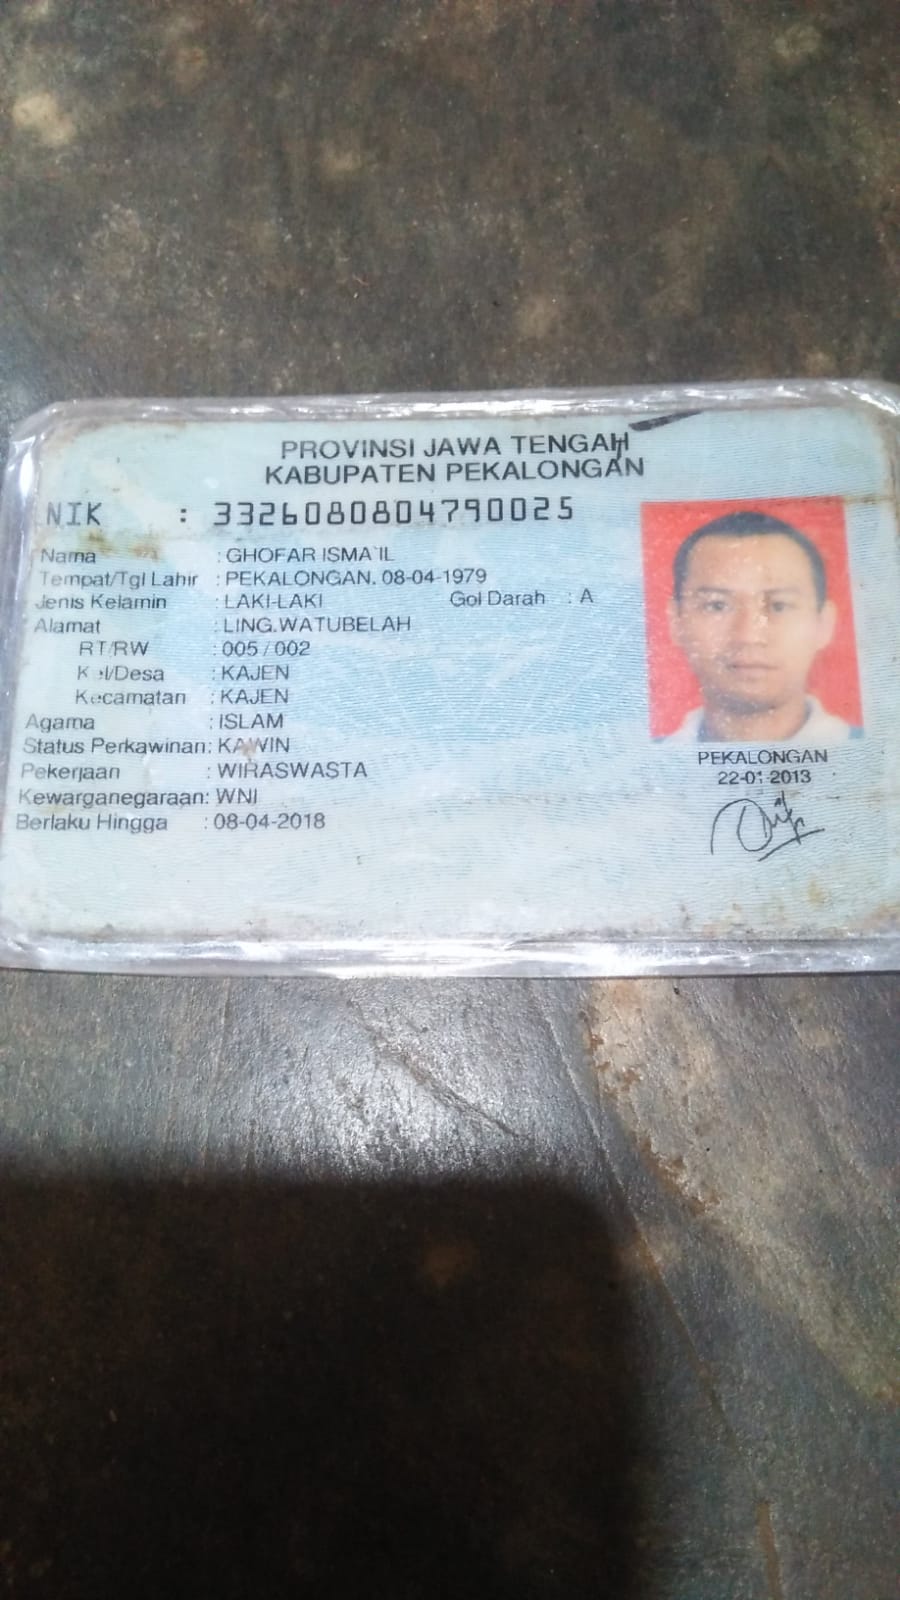 PROVINSI JAWA TENGAH
KABUPATEN PEKALONGAN
NIK : 3326080804790025
Nama : GHOFAR ISMA`IL
Tempat/Tgl Lahir : PEKALONGAN. 08-04-1979
Jenis Kelamin : LAKI-LAKI Gol Darah : A
Alamat : LING.WATUBELAH
RT/RW : 005 / 002
Kel/Desa : KAJEN
Kecamatan : KAJEN
Agama : ISLAM
Status Perkawinan: KAWIN
Pekerjaan : WIRASWASTA
Kewarganegaraan: WNI
Berlaku Hingga : 08-04-2018
PEKALONGAN
22-01-2013